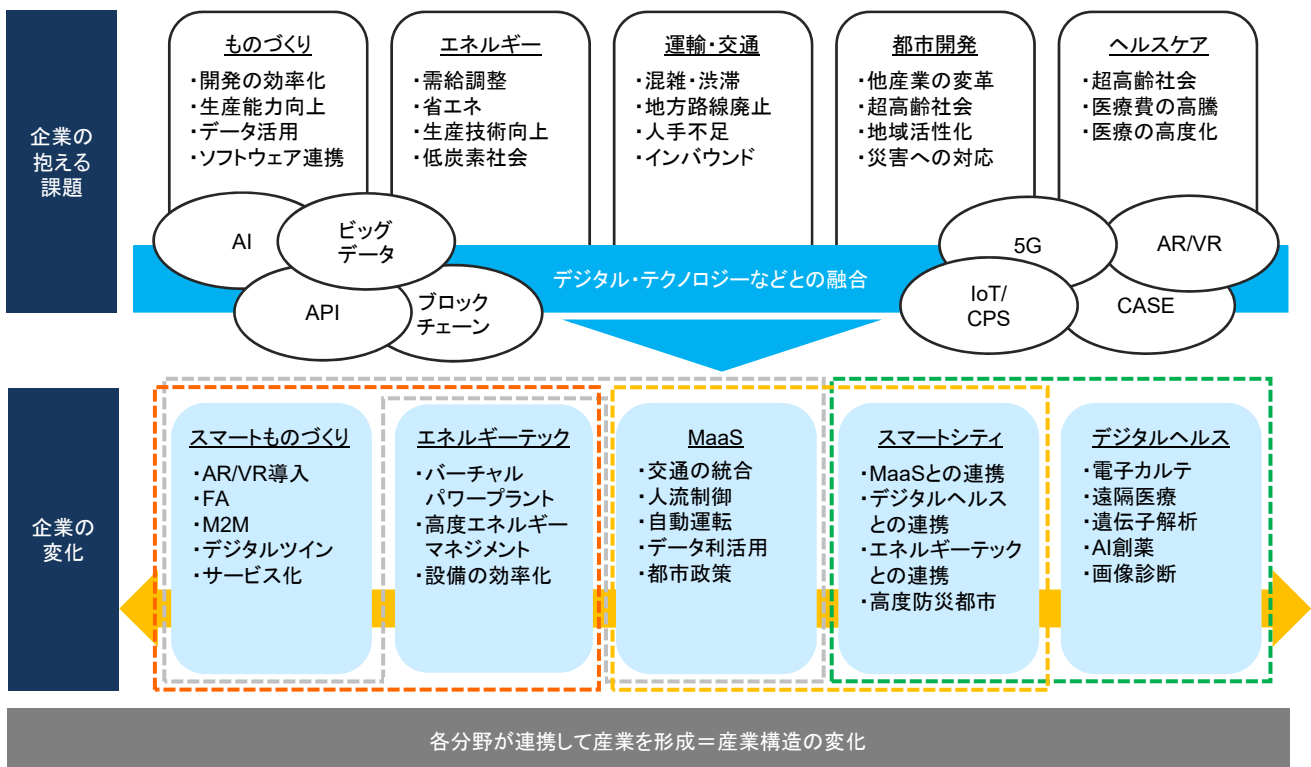 企業の
抱える
課題
ものづくり
・開発の効率化
・生産能力向上
・データ活用
・ソフトウェア連携
エネルギー
・需給調整
・省エネ
・生産技術向上
・低炭素社会
運輸・交通
・混雑・渋滞
・地方路線廃止
・人手不足
・インバウンド
都市開発
・他産業の変革
・超高齢社会
・地域活性化
・災害への対応
ヘルスケア
・超高齢社会
・医療費の高騰
・医療の高度化
AI
ビッグ
データ
API
ブロック
チェーン
デジタル・テクノロジーなどとの融合
5G
AR/VR
IoT/
CPS
CASE
企業の
変化
スマートものづくり
・AR/VR導入
・FA
・M2M
・デジタルツイン
・サービス化
エネルギーテック
・バーチャル
パワープラント
・高度エネルギー
マネジメント
・設備の効率化
MaaS
・交通の統合
・人流制御
・自動運転
・データ利活用
・都市政策
スマートシティ
・MaaSとの連携
・デジタルヘルス
との連携
・エネルギーテック
との連携
・高度防災都市
デジタルヘルス
・電子カルテ
・遠隔医療
・遺伝子解析
・AI創薬
・画像診断
各分野が連携して産業を形成＝産業構造の変化